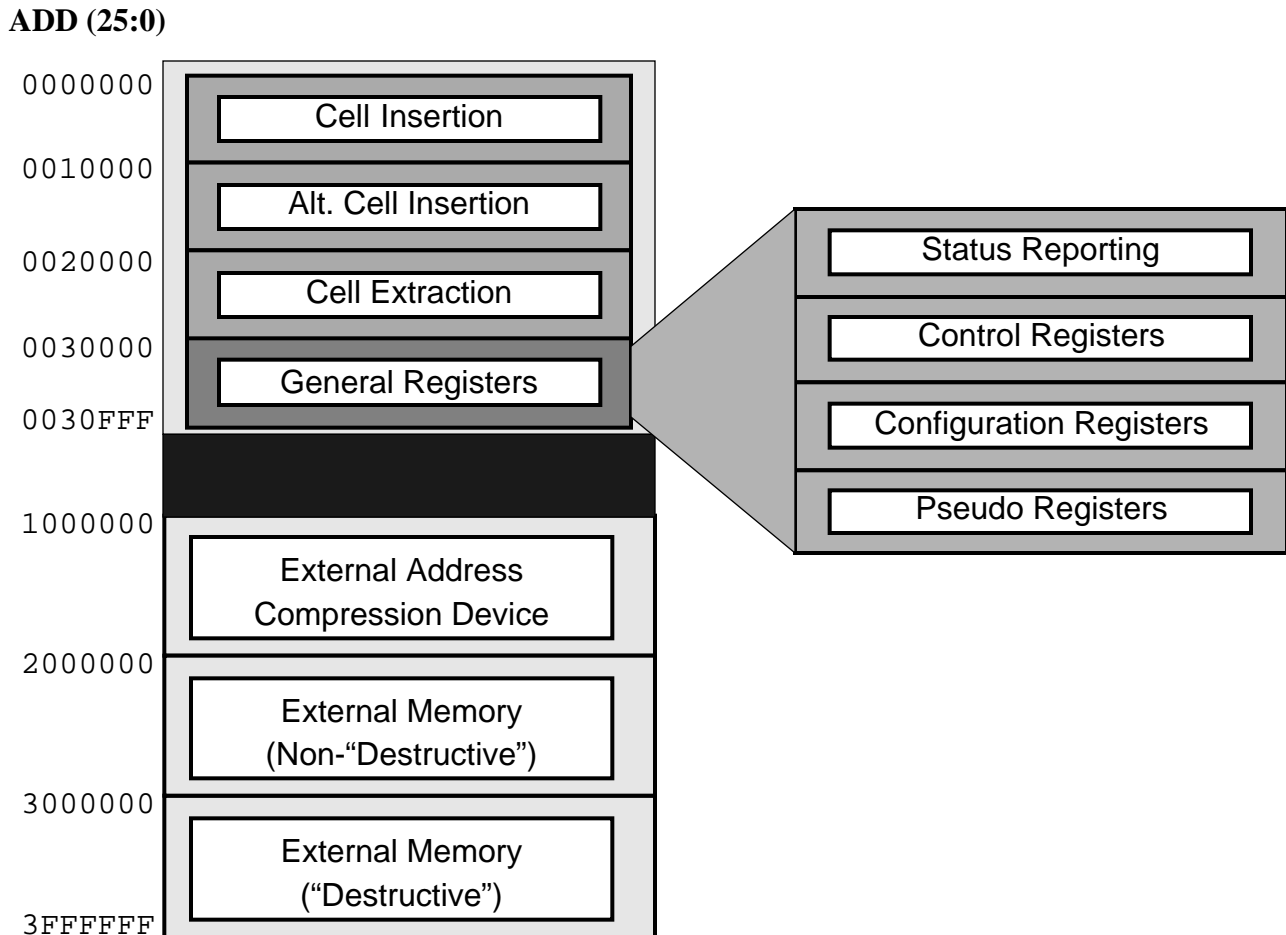 ADD (25:0)
0000000
Cell Insertion
0010000
Alt. Cell Insertion
0020000
Cell Extraction
0030000
General Registers
0030FFF
Status Reporting
Control Registers
Configuration Registers
Pseudo Registers
1000000
External Address
Compression Device
2000000
External Memory
(Non-“Destructive”)
3000000
External Memory
(“Destructive”)
3FFFFFF